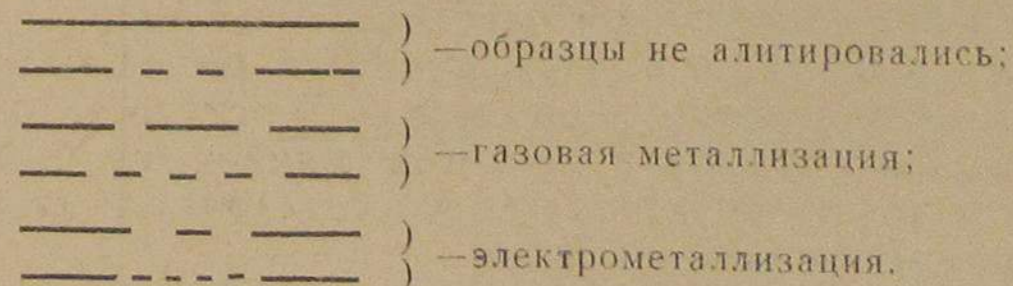 —образцы не алитировались;
—газовая металлизация;
—электрометаллизация.